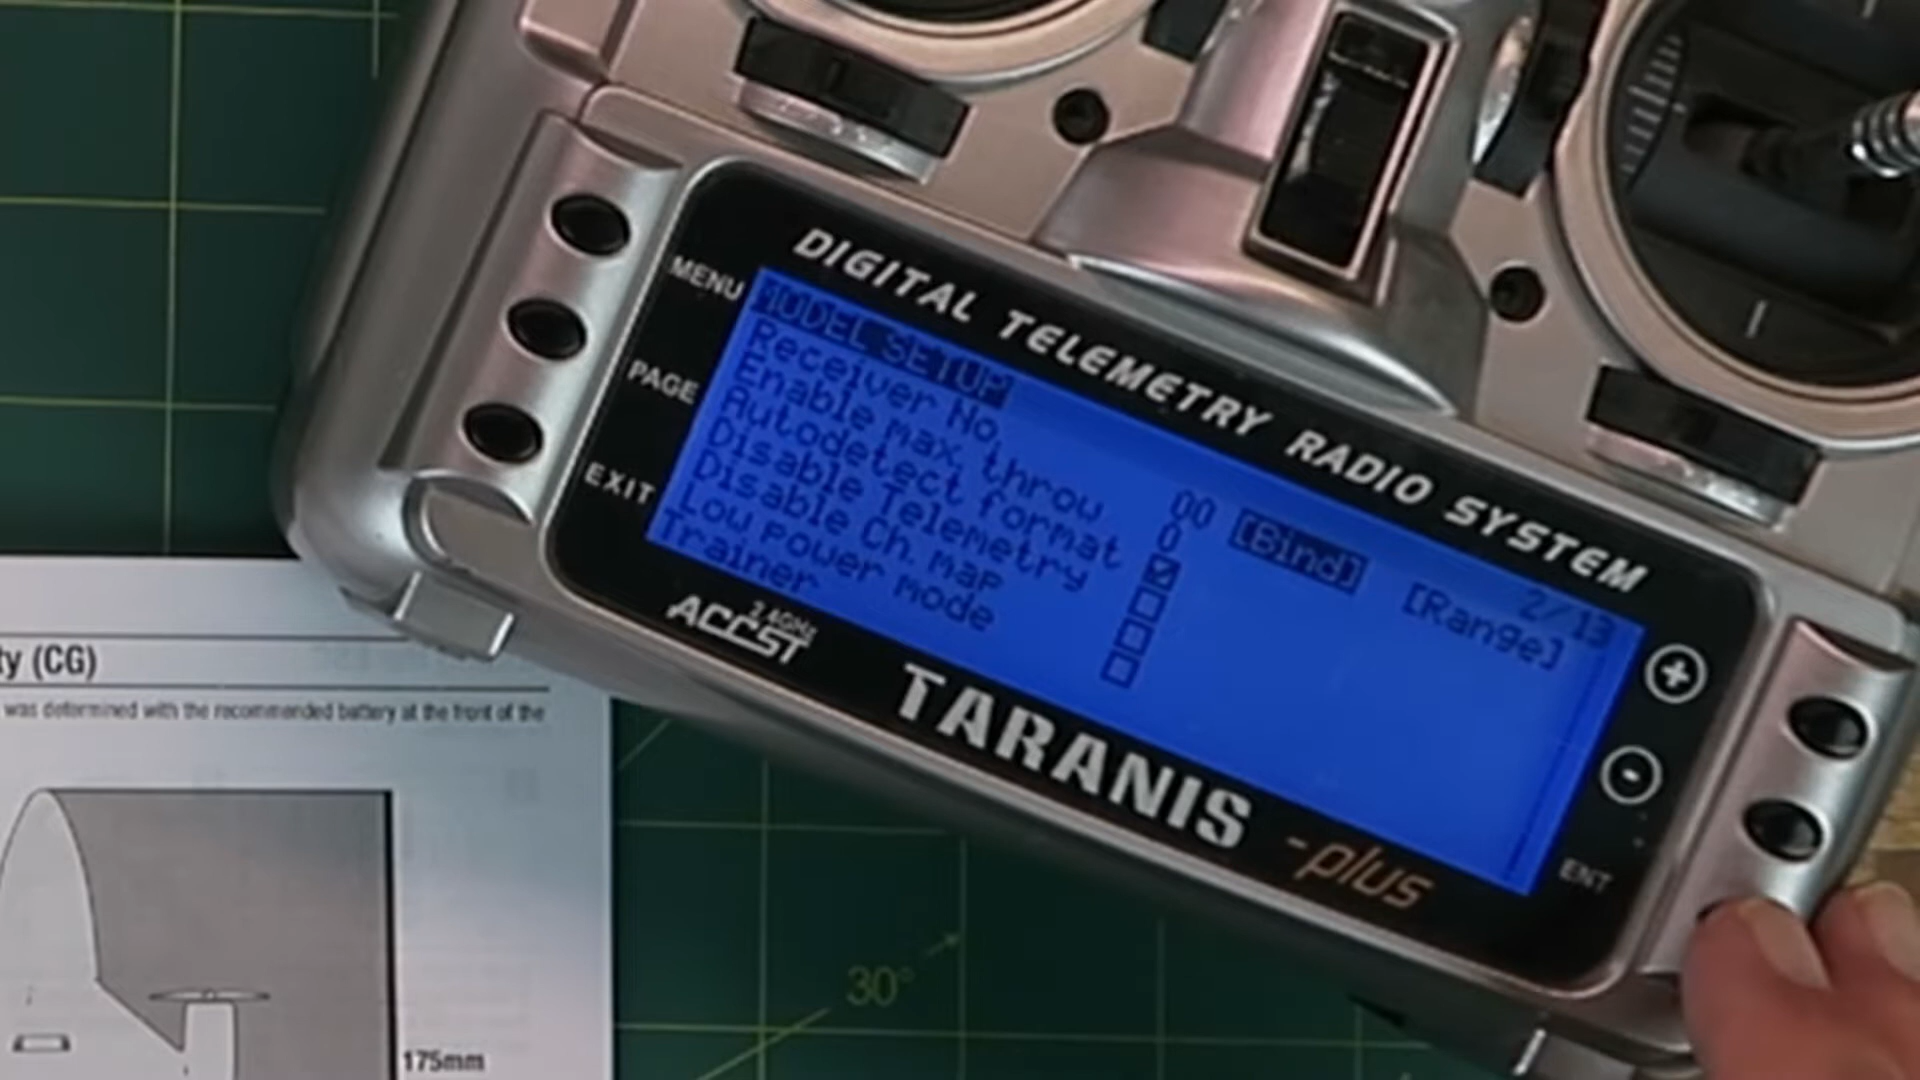 DIGITAL TELEMETRY RADIO SYSTEM
MENU
PAGE
EXIT
MODEL SETUP 2/13
Receiver No. 00 [Bind] [Range]
Enable max. throw 0
Autodetect format
Disable Telemetry
Disable Ch. map
Low power mode
Trainer
ACCST
2.4GHz
TARANIS
-plus
+
-
ENT
ty (CG)
was determined with the recommended battery at the front of the
175mm
30°